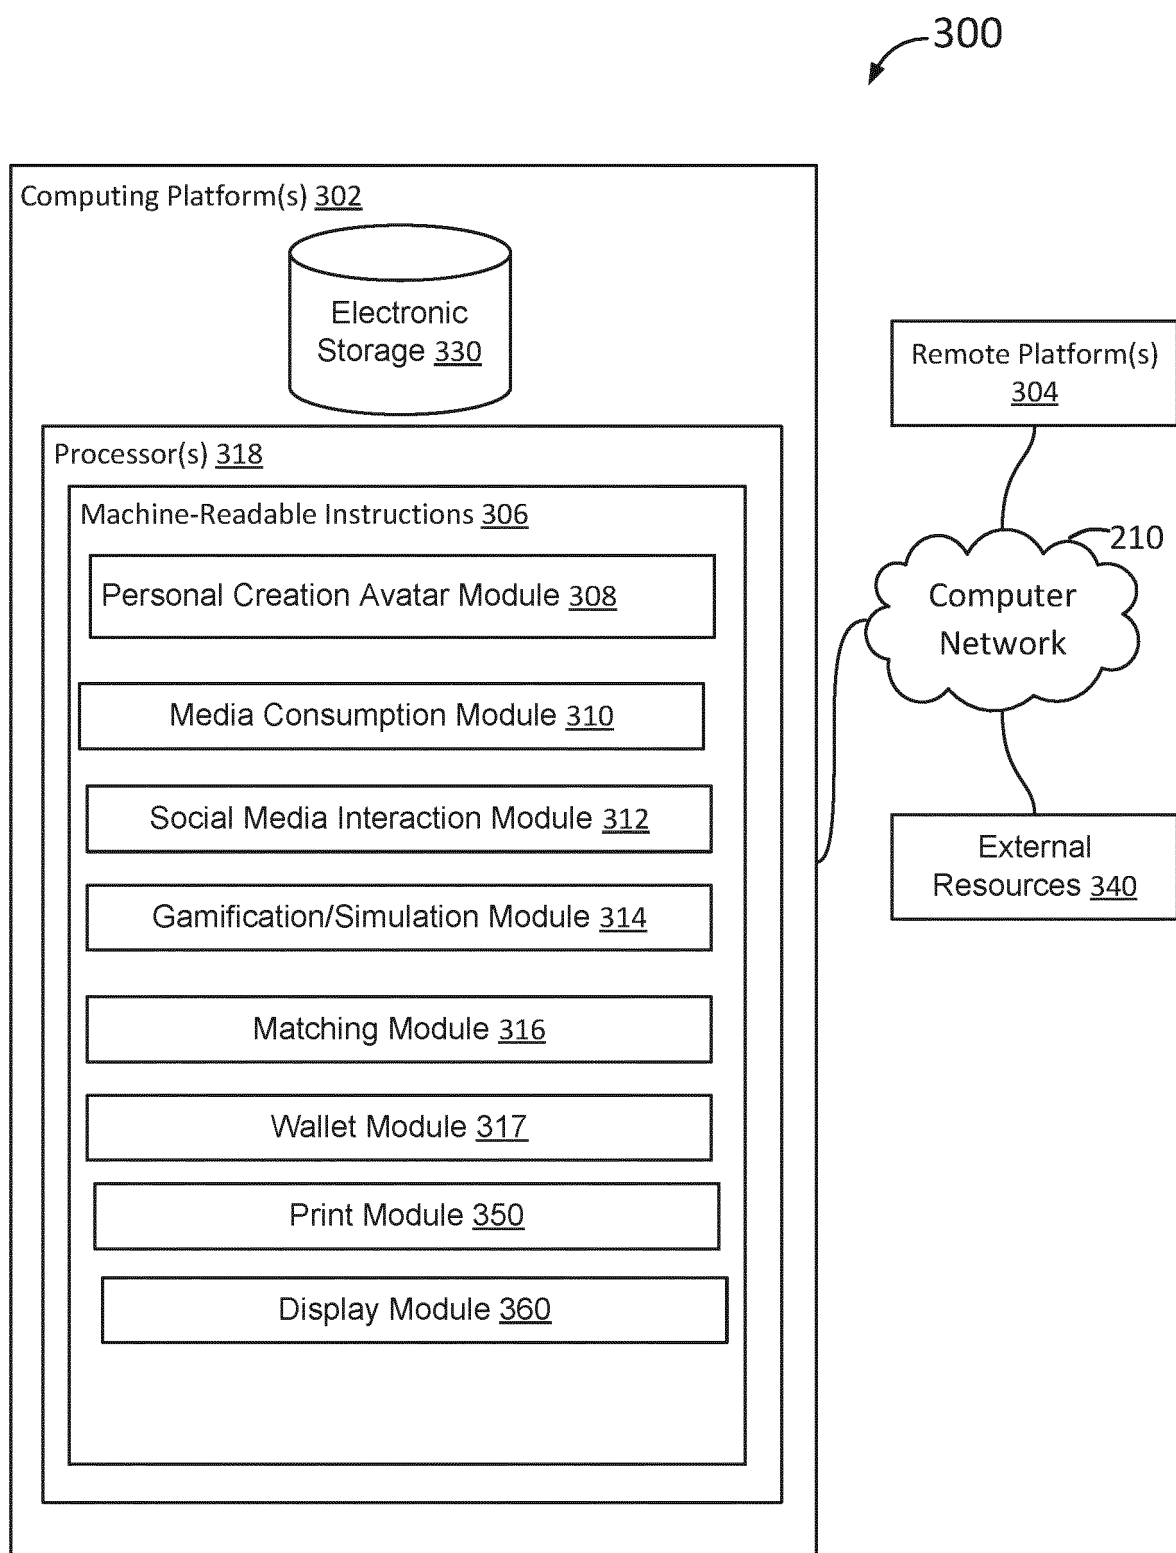 300
Computing Platform(s) 302
Electronic
Storage 330
Processor(s) 318
Machine-Readable Instructions 306
Personal Creation Avatar Module 308
Media Consumption Module 310
Social Media Interaction Module 312
Gamification/Simulation Module 314
Matching Module 316
Wallet Module 317
Print Module 350
Display Module 360
Remote Platform(s)
304
210
Computer
Network
External
Resources 340